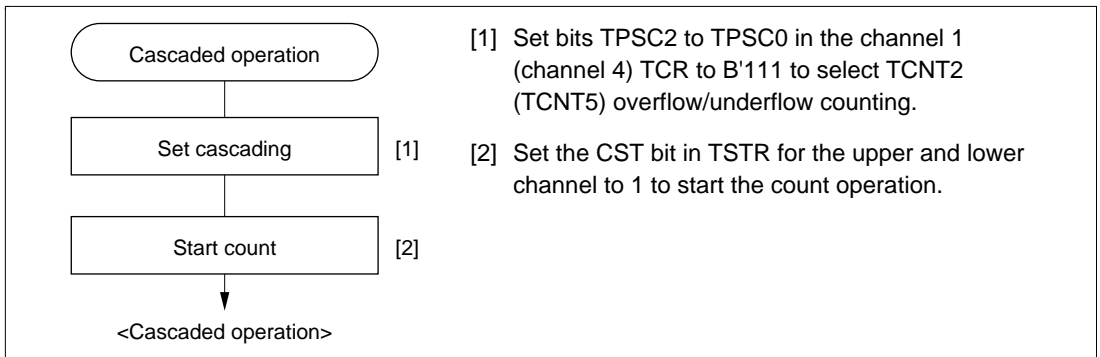 Cascaded operation
Set cascading
[1]
Start count
[2]
<Cascaded operation>
[1] Set bits TPSC2 to TPSC0 in the channel 1
(channel 4) TCR to B'111 to select TCNT2
(TCNT5) overflow/underflow counting.
[2] Set the CST bit in TSTR for the upper and lower
channel to 1 to start the count operation.